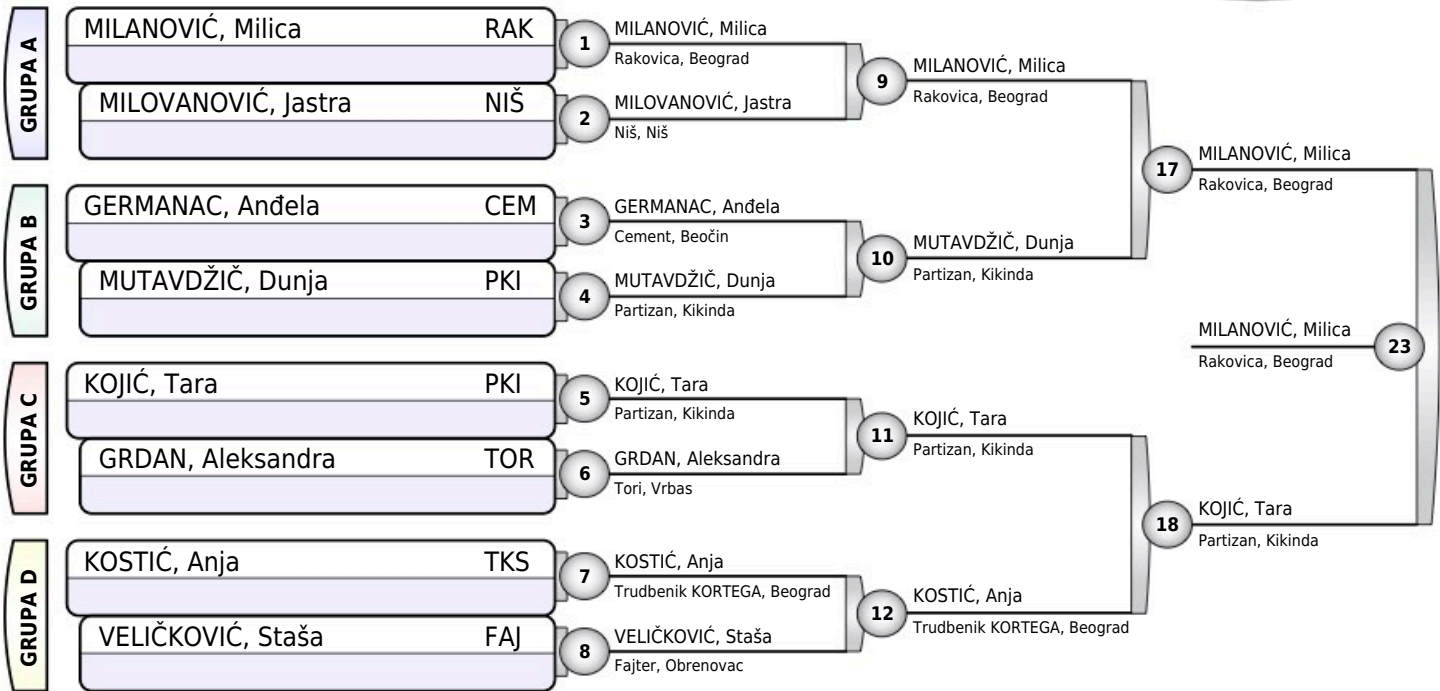 GRUPA A
MILANOVIĆ, Milica RAK
MILOVANOVIĆ, Jastra NIŠ
GRUPA B
GERMANAC, Anđela CEM
MUTAVDŽIČ, Dunja PKI
GRUPA C
KOJIĆ, Tara PKI
GRDAN, Aleksandra TOR
GRUPA D
KOSTIĆ, Anja TKS
VELIČKOVIĆ, Staša FAJ
1
MILANOVIĆ, Milica
Rakovica, Beograd
2
MILOVANOVIĆ, Jastra
Niš, Niš
3
GERMANAC, Anđela
Cement, Beočin
4
MUTAVDŽIČ, Dunja
Partizan, Kikinda
5
KOJIĆ, Tara
Partizan, Kikinda
6
GRDAN, Aleksandra
Tori, Vrbas
7
KOSTIĆ, Anja
Trudbenik KORTEGA, Beograd
8
VELIČKOVIĆ, Staša
Fajter, Obrenovac
9
MILANOVIĆ, Milica
Rakovica, Beograd
10
MUTAVDŽIČ, Dunja
Partizan, Kikinda
11
KOJIĆ, Tara
Partizan, Kikinda
12
KOSTIĆ, Anja
Trudbenik KORTEGA, Beograd
17
MILANOVIĆ, Milica
Rakovica, Beograd
18
KOJIĆ, Tara
Partizan, Kikinda
MILANOVIĆ, Milica
Rakovica, Beograd
23